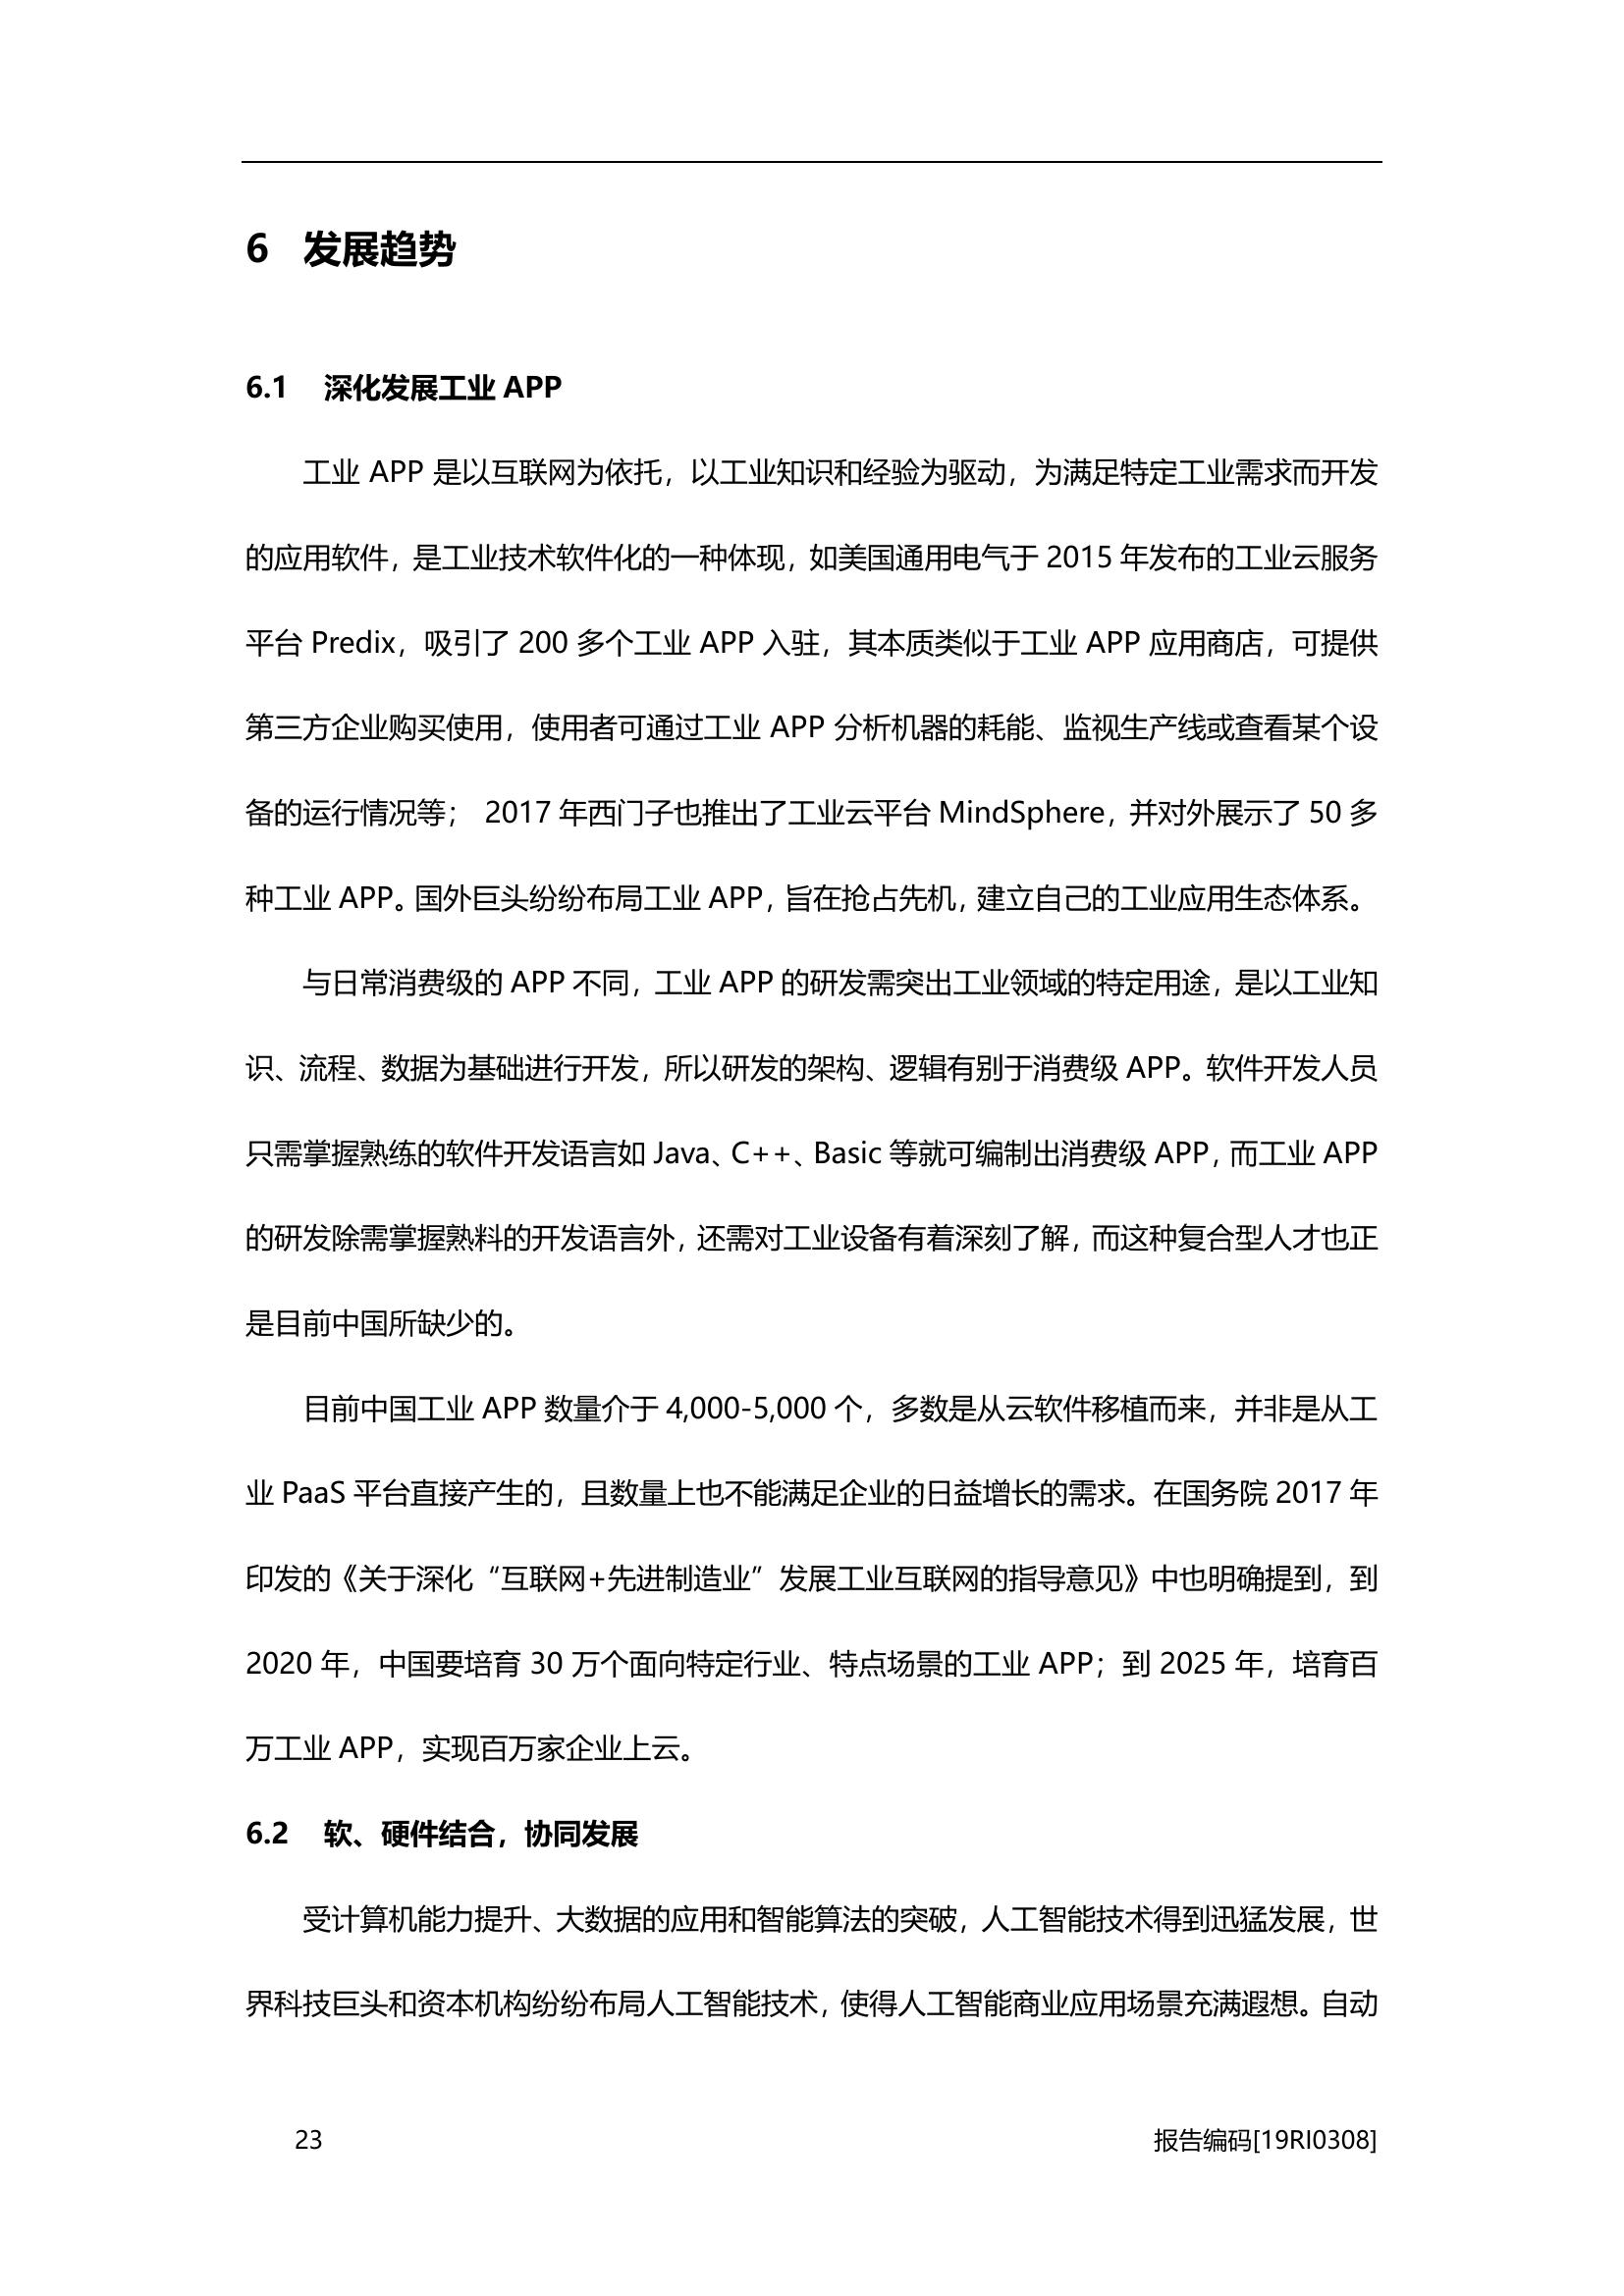 6 发展趋势
6.1 深化发展工业 APP
工业 APP 是以互联网为依托，以工业知识和经验为驱动，为满足特定工业需求而开发
的应用软件，是工业技术软件化的一种体现，如美国通用电气于 2015 年发布的工业云服务
平台 Predix，吸引了 200 多个工业 APP 入驻，其本质类似于工业 APP 应用商店，可提供
第三方企业购买使用，使用者可通过工业 APP 分析机器的耗能、监视生产线或查看某个设
备的运行情况等； 2017 年西门子也推出了工业云平台 MindSphere，并对外展示了 50 多
种工业 APP。国外巨头纷纷布局工业 APP，旨在抢占先机，建立自己的工业应用生态体系。
与日常消费级的 APP 不同，工业 APP 的研发需突出工业领域的特定用途，是以工业知
识、流程、数据为基础进行开发，所以研发的架构、逻辑有别于消费级 APP。软件开发人员
只需掌握熟练的软件开发语言如 Java、C++、Basic 等就可编制出消费级 APP，而工业 APP
的研发除需掌握熟料的开发语言外，还需对工业设备有着深刻了解，而这种复合型人才也正
是目前中国所缺少的。
目前中国工业 APP 数量介于 4,000-5,000 个，多数是从云软件移植而来，并非是从工
业 PaaS 平台直接产生的，且数量上也不能满足企业的日益增长的需求。在国务院 2017 年
印发的《关于深化“互联网+先进制造业”发展工业互联网的指导意见》中也明确提到，到
2020 年，中国要培育 30 万个面向特定行业、特点场景的工业 APP；到 2025 年，培育百
万工业 APP，实现百万家企业上云。
6.2 软、硬件结合，协同发展
受计算机能力提升、大数据的应用和智能算法的突破，人工智能技术得到迅猛发展，世
界科技巨头和资本机构纷纷布局人工智能技术，使得人工智能商业应用场景充满遐想。自动
23 报告编码[19RI0308]